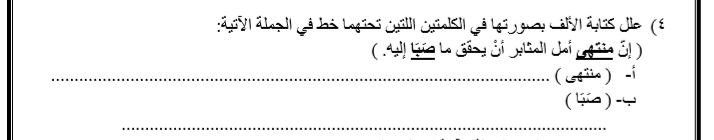 ٤) علل كتابة الألف بصورتها في الكلمتين اللتين تحتهما خط في الجملة الآتية:
( إنّ منتهى أمل المثابر أنْ يحقق ما صَبَا إليه. )
أ- ( منتهى ) ................................................................................
ب- ( صَبَا )
................................................................................